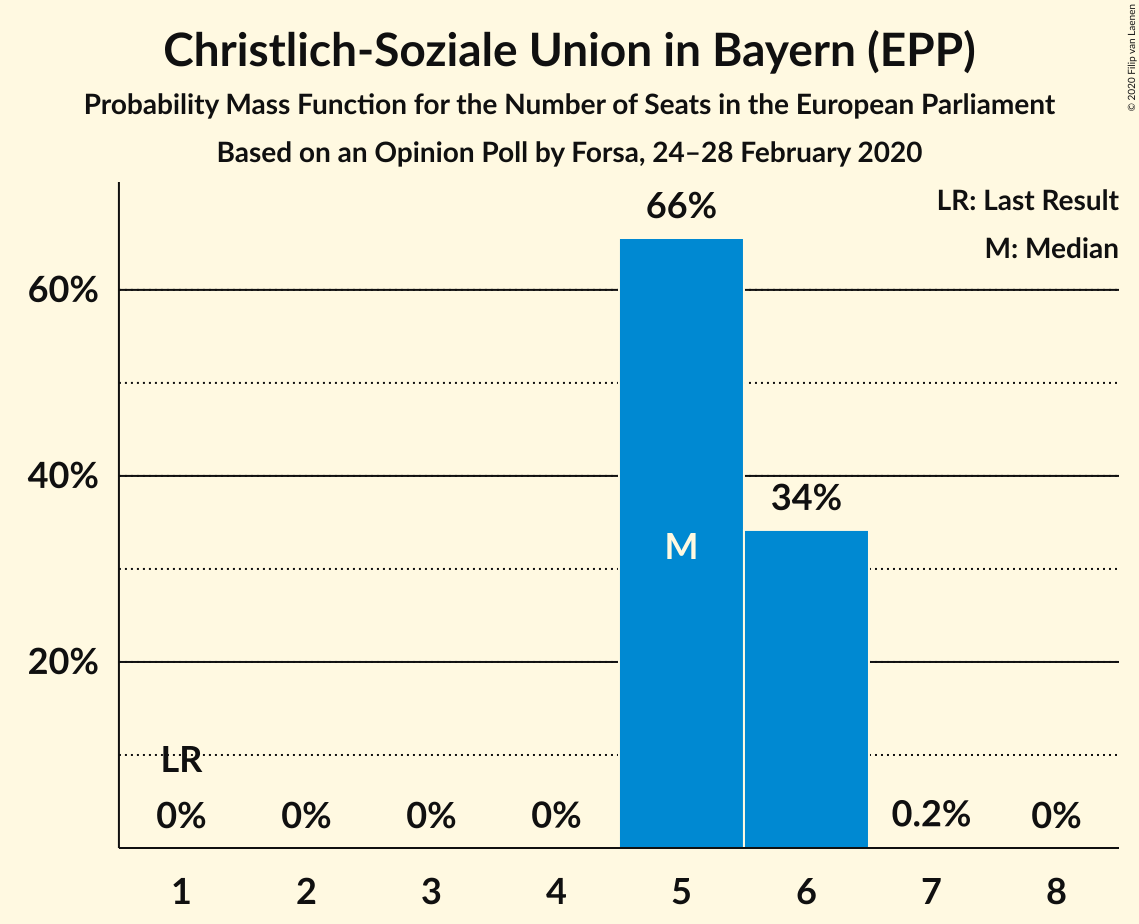 Christlich-Soziale Union in Bayern (EPP)
Probability Mass Function for the Number of Seats in the European Parliament
Based on an Opinion Poll by Forsa, 24–28 February 2020
© 2020 Filip van Laenen
LR: Last Result
M: Median
66%
60%
40%
34%
M
20%
LR
0% 0% 0% 0% 0.2% 0%
1 2 3 4 5 6 7 8